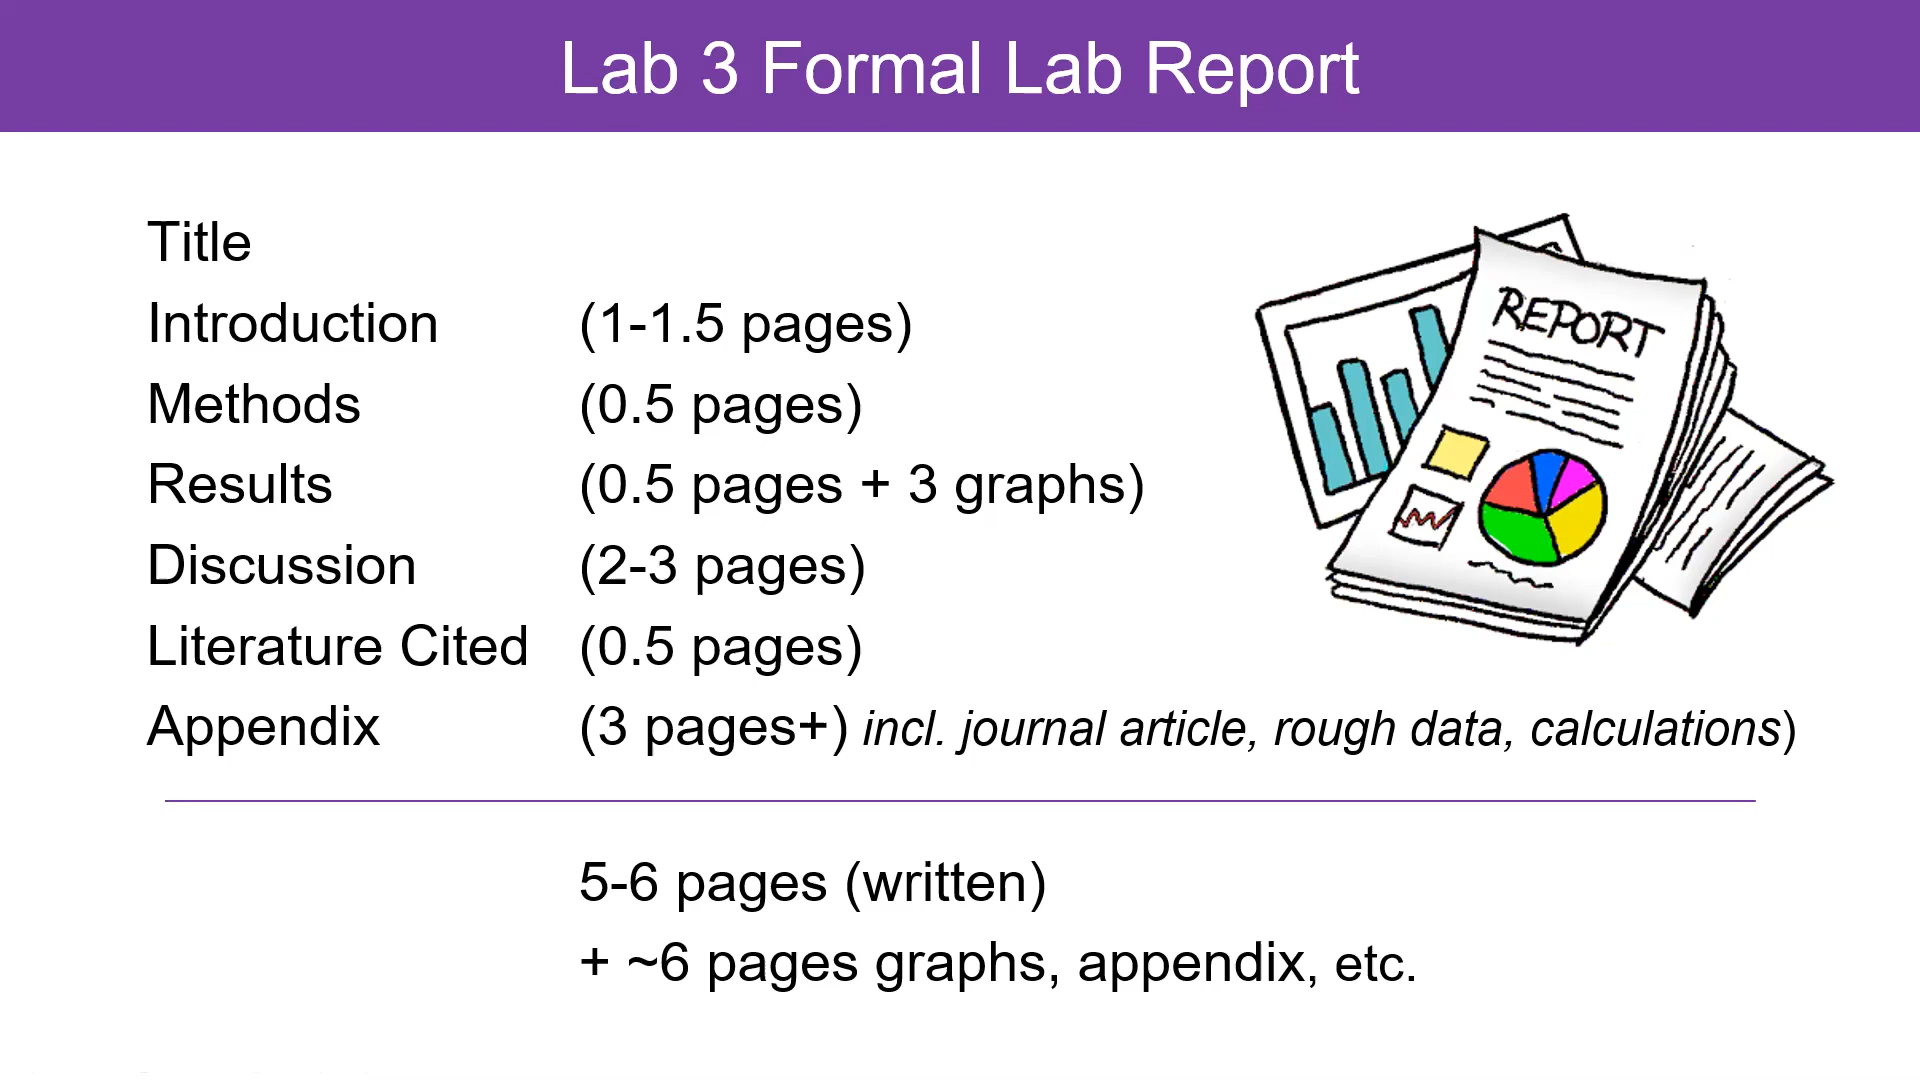 Lab 3 Formal Lab Report
Title
Introduction (1-1.5 pages)
Methods (0.5 pages)
Results (0.5 pages + 3 graphs)
Discussion (2-3 pages)
Literature Cited (0.5 pages)
Appendix (3 pages+) incl. journal article, rough data, calculations)
REPORT
5-6 pages (written)
+ ~6 pages graphs, appendix, etc.